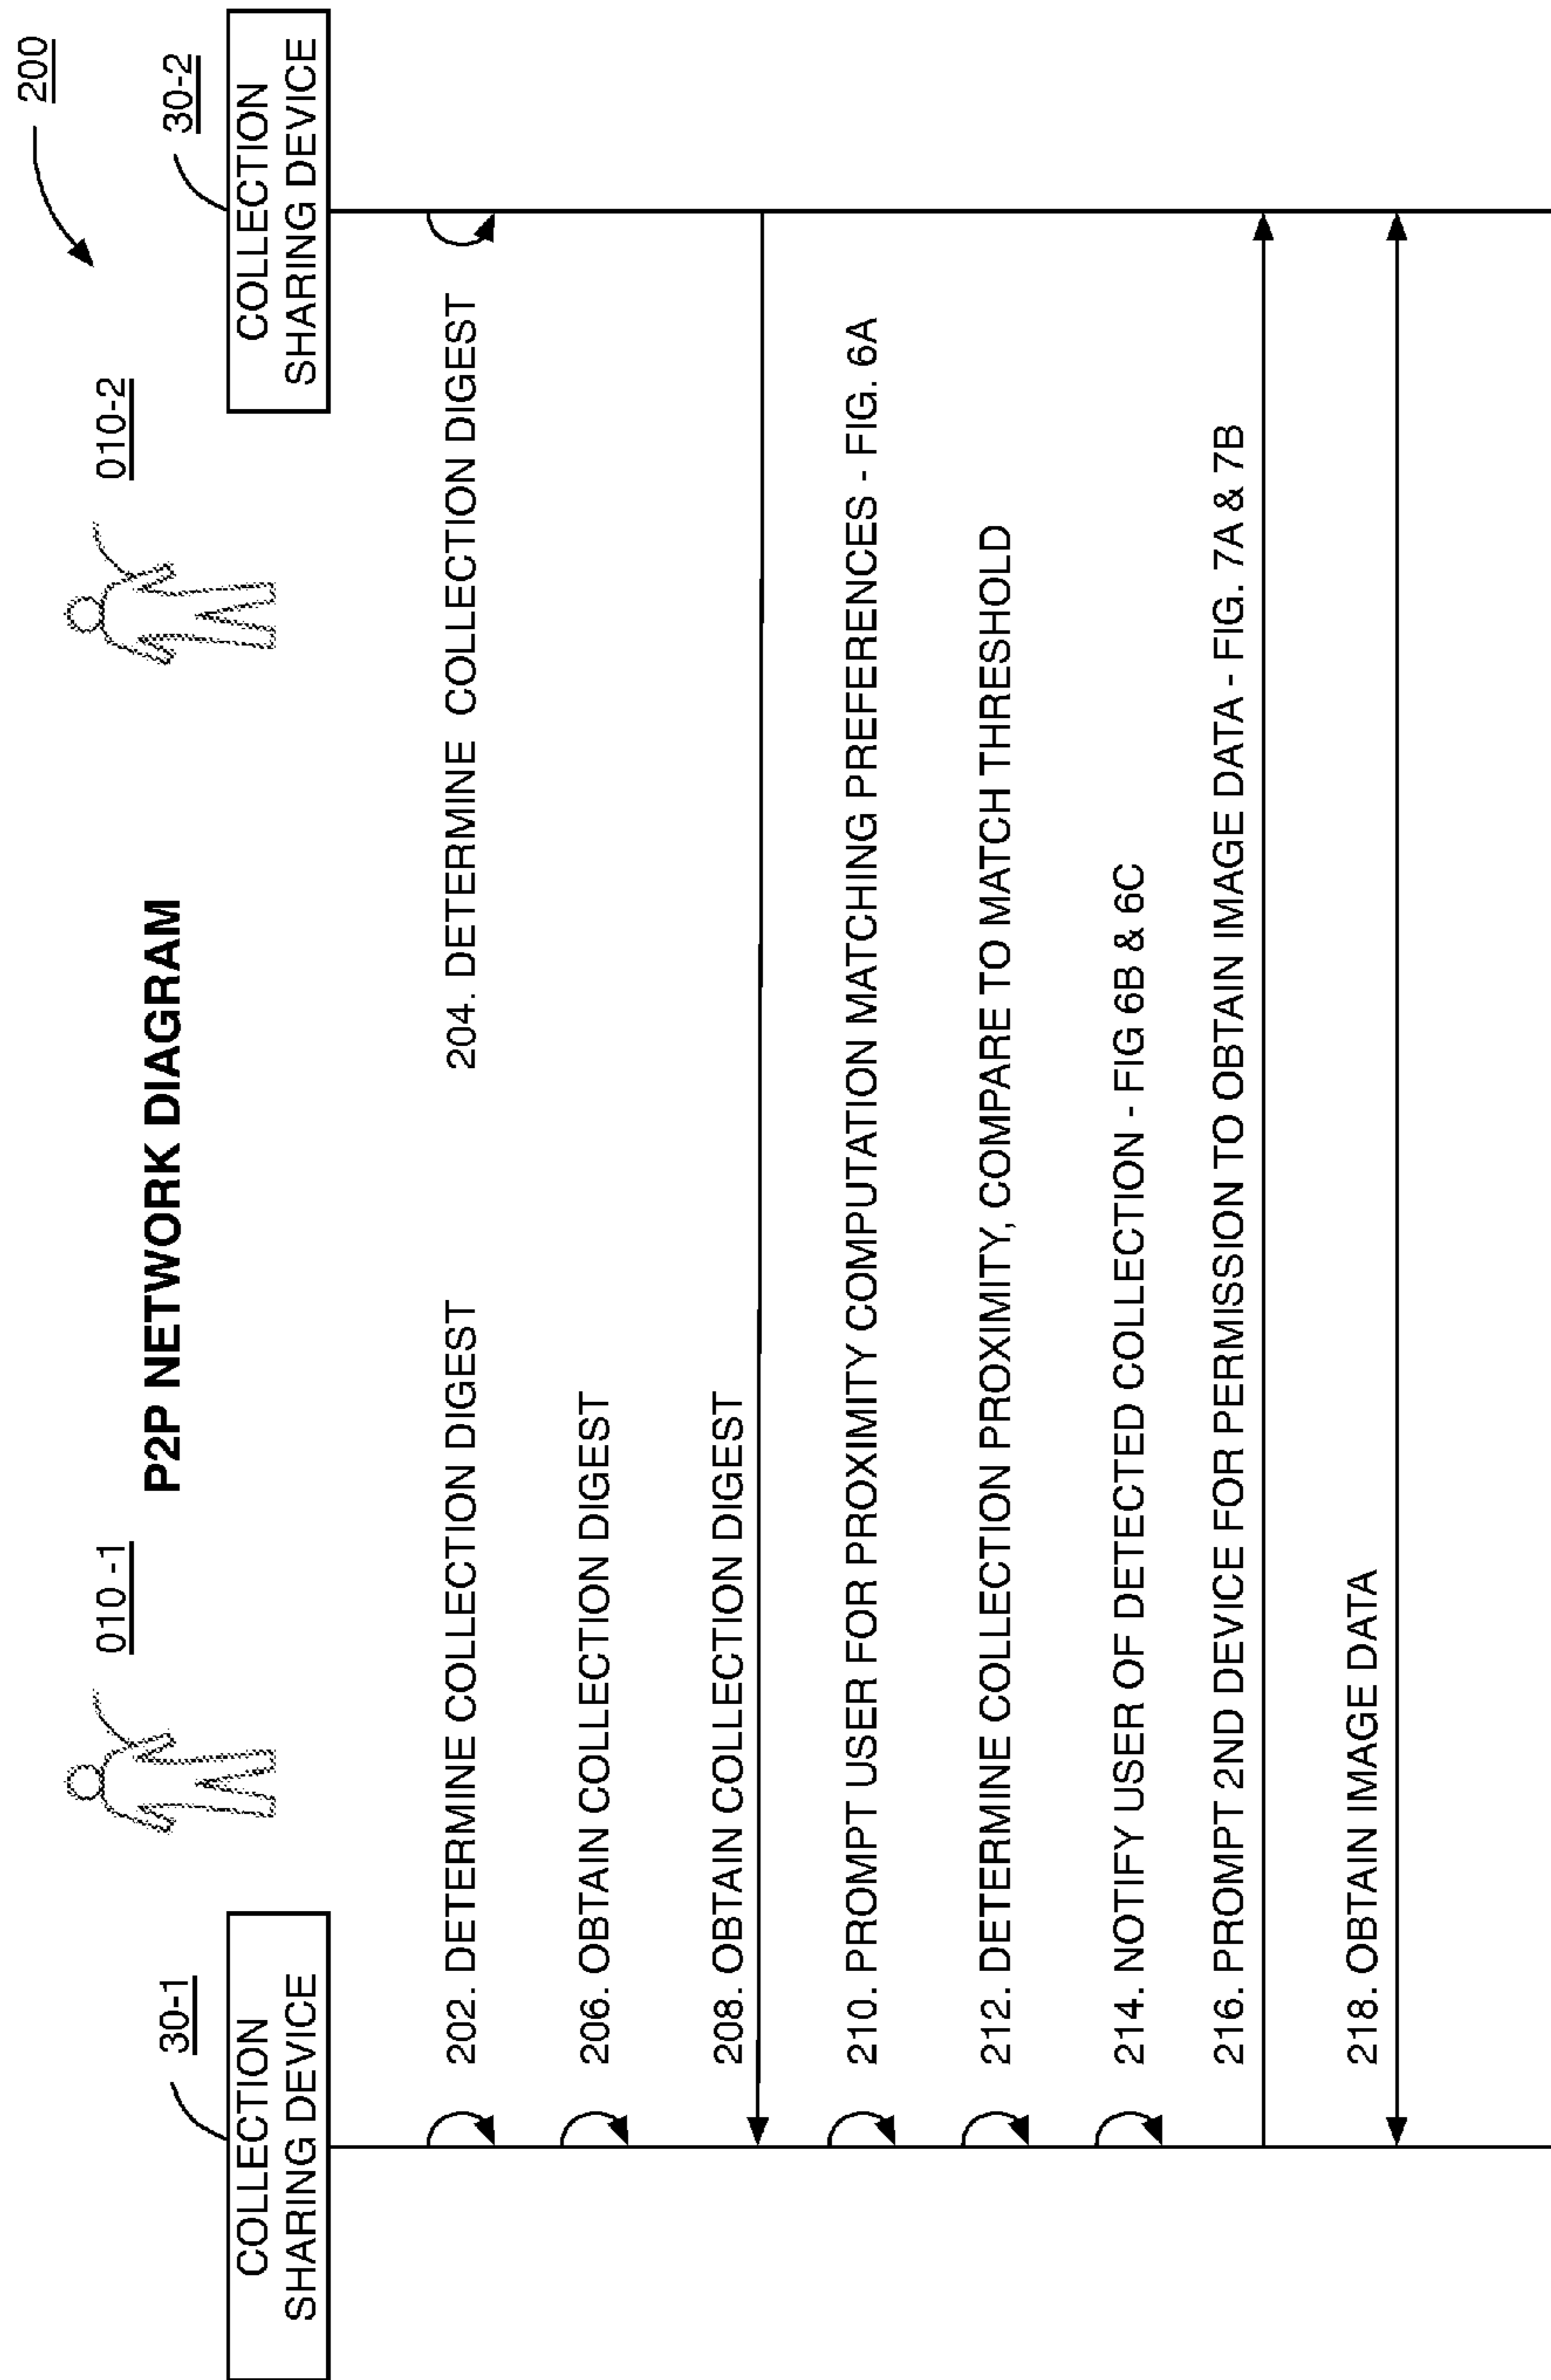 200
010 -1
010-2
P2P NETWORK DIAGRAM
30-1
30-2
COLLECTION
SHARING DEVICE
COLLECTION
SHARING DEVICE
202. DETERMINE COLLECTION DIGEST
204. DETERMINE COLLECTION DIGEST
206. OBTAIN COLLECTION DIGEST
208. OBTAIN COLLECTION DIGEST
210. PROMPT USER FOR PROXIMITY COMPUTATION MATCHING PREFERENCES - FIG. 6A
212. DETERMINE COLLECTION PROXIMITY, COMPARE TO MATCH THRESHOLD
214. NOTIFY USER OF DETECTED COLLECTION - FIG 6B & 6C
216. PROMPT 2ND DEVICE FOR PERMISSION TO OBTAIN IMAGE DATA - FIG. 7A & 7B
218. OBTAIN IMAGE DATA